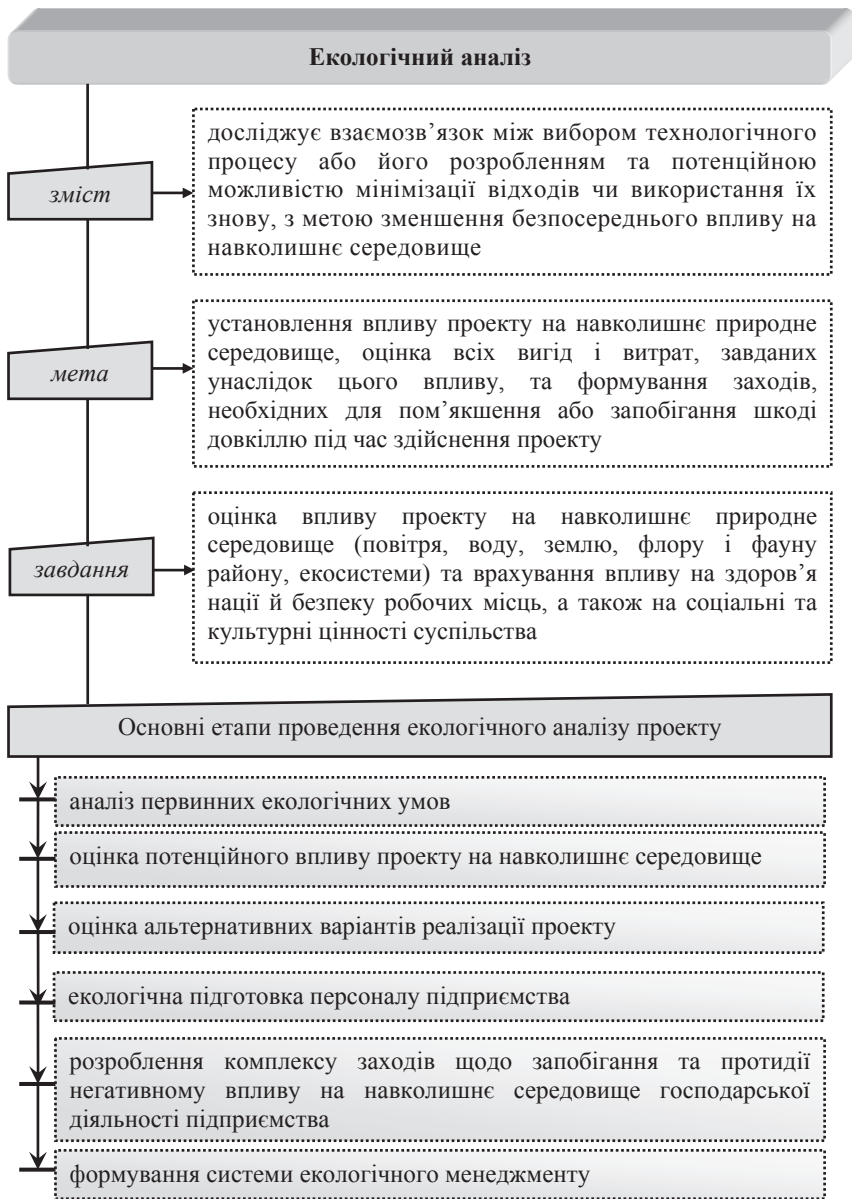 Екологічний аналіз
зміст
досліджує взаємозв’язок між вибором технологічного
процесу або його розробленням та потенційною
можливістю мінімізації відходів чи використання їх
знову, з метою зменшення безпосереднього впливу на
навколишнє середовище
мета
установлення впливу проекту на навколишнє природне
середовище, оцінка всіх вигід і витрат, завданих
унаслідок цього впливу, та формування заходів,
необхідних для пом’якшення або запобігання шкоді
довкіллю під час здійснення проекту
завдання
оцінка впливу проекту на навколишнє природне
середовище (повітря, воду, землю, флору і фауну
району, екосистеми) та врахування впливу на здоров’я
нації й безпеку робочих місць, а також на соціальні та
культурні цінності суспільства
Основні етапи проведення екологічного аналізу проекту
аналіз первинних екологічних умов
оцінка потенційного впливу проекту на навколишнє середовище
оцінка альтернативних варіантів реалізації проекту
екологічна підготовка персоналу підприємства
розроблення комплексу заходів щодо запобігання та протидії
негативному впливу на навколишнє середовище господарської
діяльності підприємства
формування системи екологічного менеджменту